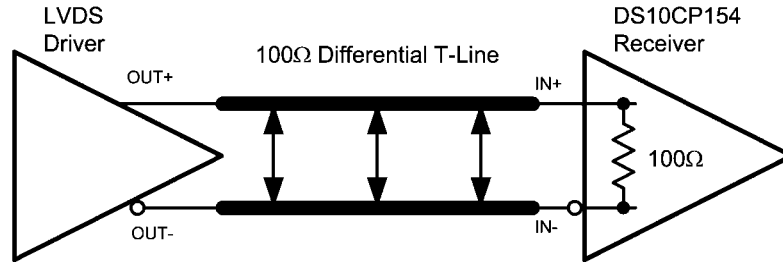 LVDS
Driver
DS10CP154
Receiver
100Ω Differential T-Line
OUT+
IN+
100Ω
OUT-
IN-